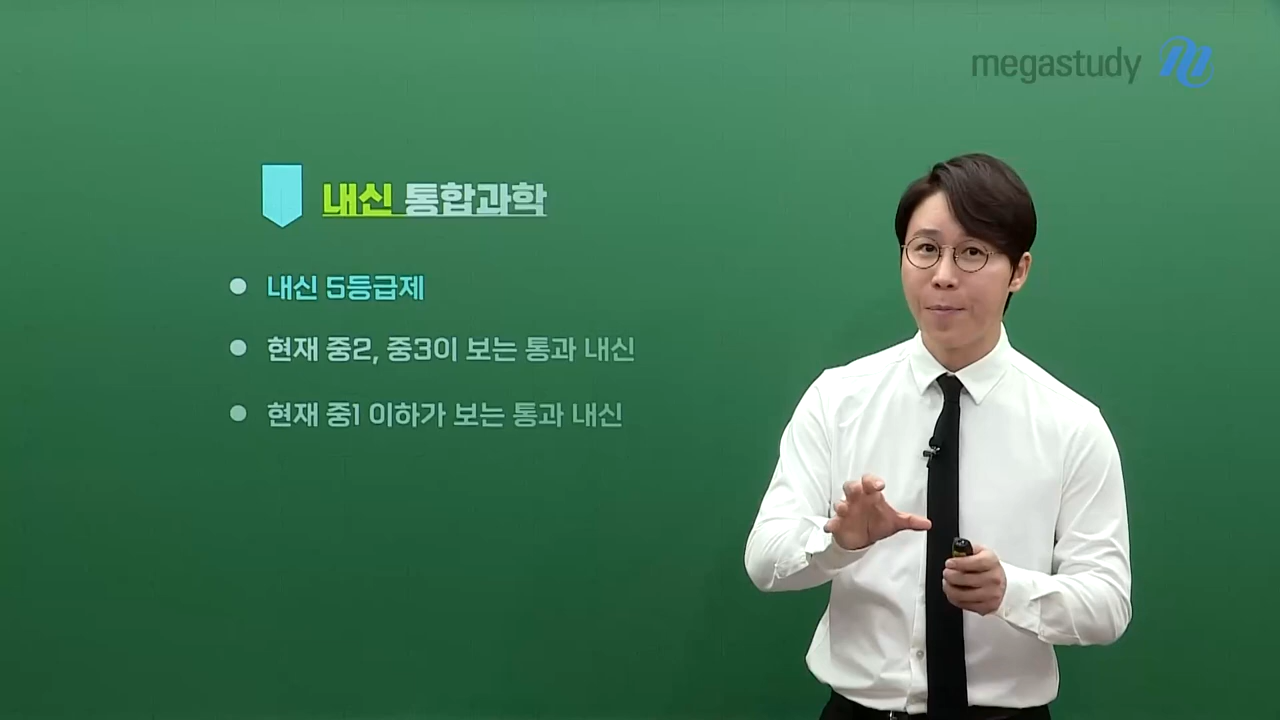 megastudy
내신 통합과학
내신 5등급제
현재 중2, 중3이 보는 통과 내신
현재 중1 이하가 보는 통과 내신